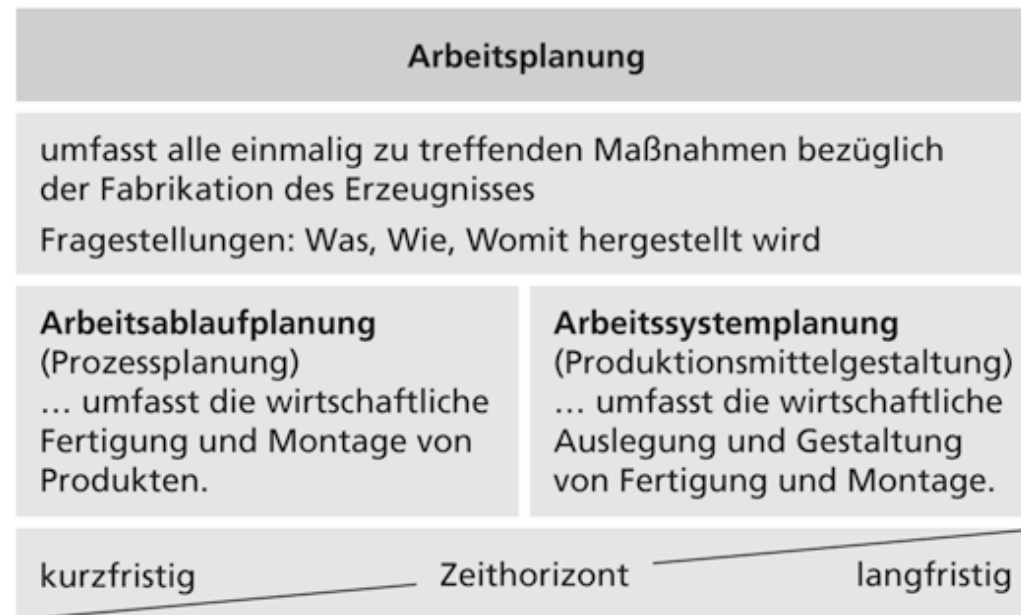 Arbeitsplanung
umfasst alle einmalig zu treffenden Maßnahmen bezüglich
der Fabrikation des Erzeugnisses
Fragestellungen: Was, Wie, Womit hergestellt wird
Arbeitsablaufplanung
(Prozessplanung)
… umfasst die wirtschaftliche
Fertigung und Montage von
Produkten.
Arbeitssystemplanung
(Produktionsmittelgestaltung)
… umfasst die wirtschaftliche
Auslegung und Gestaltung
von Fertigung und Montage.
kurzfristig Zeithorizont langfristig